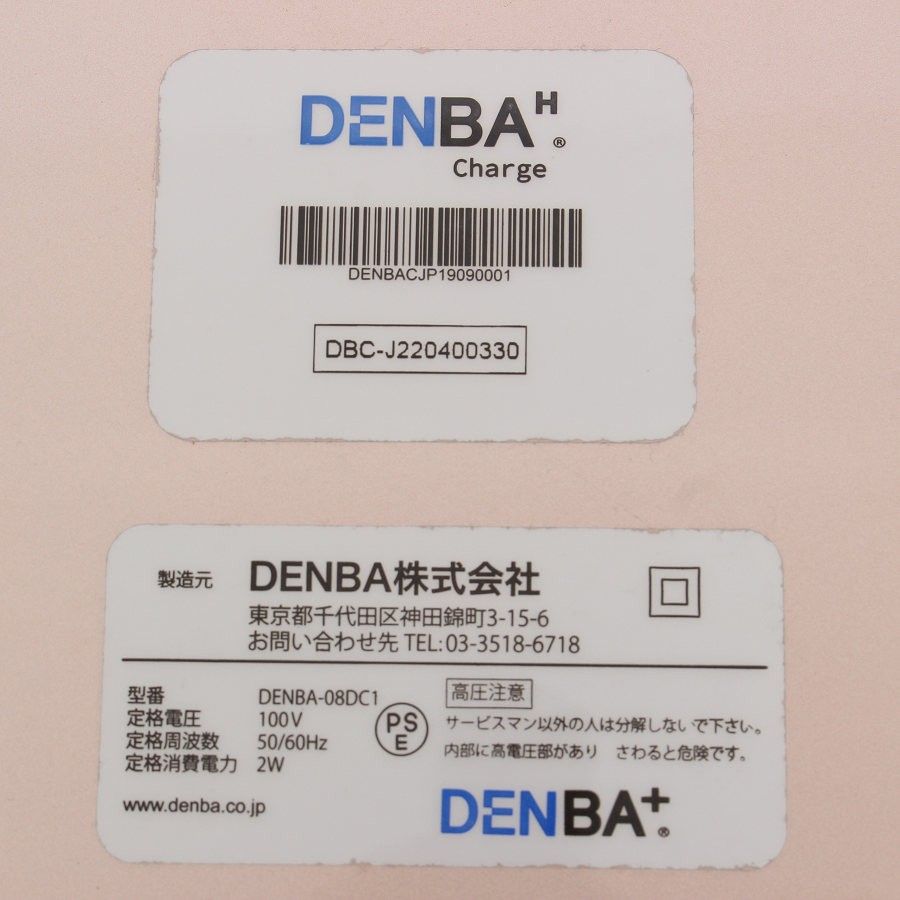 DENBA H ®
Charge
DENBACJP19090001
DBC-J220400330
製造元 DENBA株式会社
東京都千代田区神田錦町3-15-6
お問い合わせ先 TEL: 03-3518-6718
型番 DENBA-08DC1
定格電圧 100V
定格周波数 50/60Hz
定格消費電力 2W
www.denba.co.jp
PS
E
高圧注意
サービスマン以外の人は分解しないで下さい。
内部に高電圧部があり さわると危険です。
DENBA+®